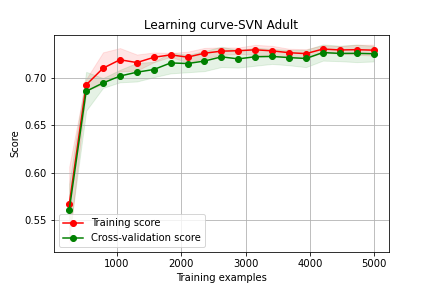 Learning curve-SVN Adult
0.70
0.65
0.60
0.55
Score
Training score
Cross-validation score
1000 2000 3000 4000 5000
Training examples